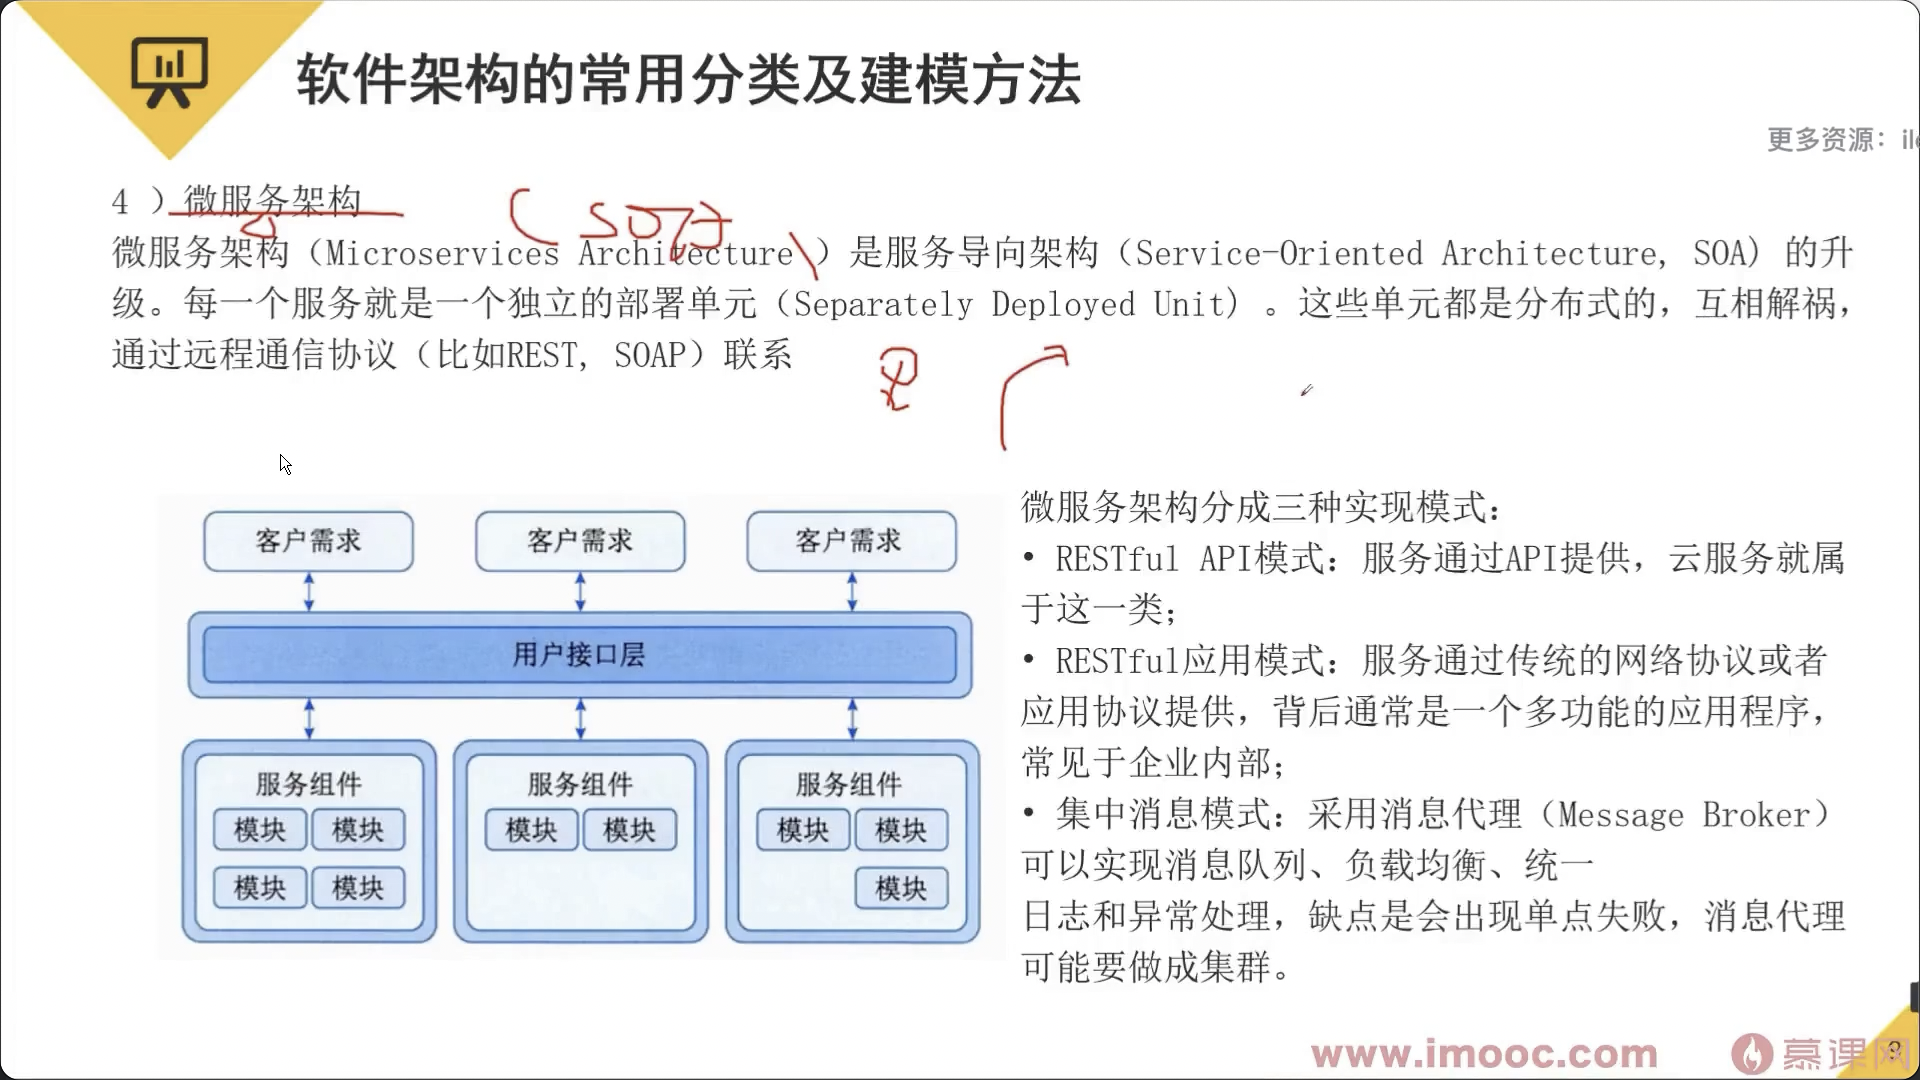 软件架构的常用分类及建模方法
更多资源：
4 ）微服务架构
（SOA
微服务架构（Microservices Architecture ）是服务导向架构（Service-Oriented Architecture, SOA) 的升
级。每一个服务就是一个独立的部署单元（Separately Deployed Unit) 。这些单元都是分布式的，互相解祸，
通过远程通信协议（比如REST, SOAP）联系
客户需求 客户需求 客户需求
用户接口层
服务组件 服务组件 服务组件
模块 模块 模块 模块 模块 模块
模块 模块 模块
微服务架构分成三种实现模式：
• RESTful API模式：服务通过API提供，云服务就属
于这一类；
• RESTful应用模式：服务通过传统的网络协议或者
应用协议提供，背后通常是一个多功能的应用程序，
常见于企业内部；
• 集中消息模式：采用消息代理（Message Broker）
可以实现消息队列、负载均衡、统一
日志和异常处理，缺点是会出现单点失败，消息代理
可能要做成集群。
www.imooc.com 慕课网